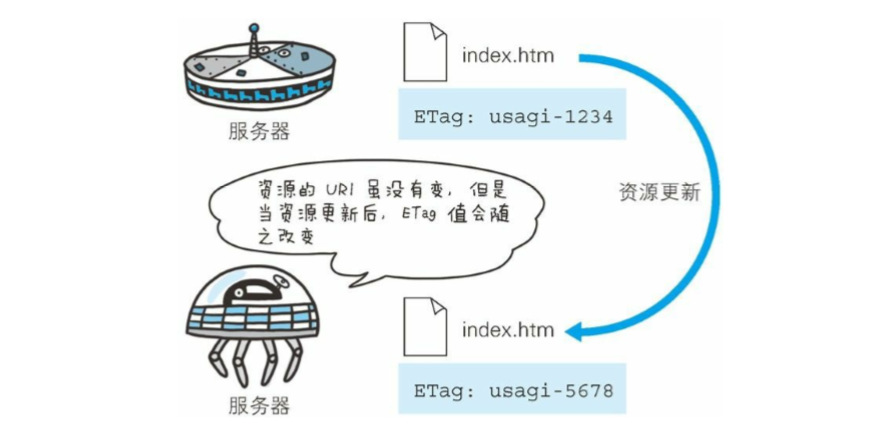 index.htm
ETag: usagi-1234
服务器
资源的 URI 虽没有变，但是
当资源更新后，ETag 值会随
之改变
资源更新
index.htm
ETag: usagi-5678
服务器